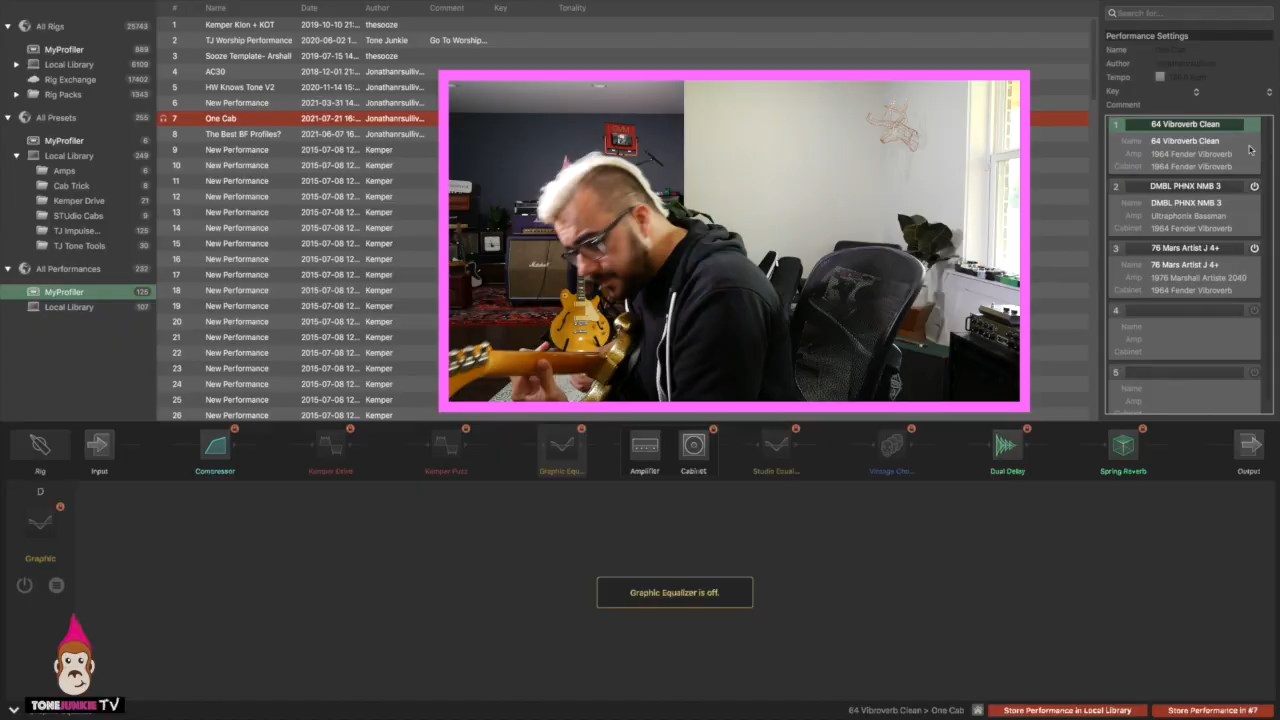 All Rigs 25743
MyProfiler 889
Local Library 6109
Rig Exchange 17402
Rig Packs 1343
All Presets 255
MyProfiler 6
Local Library 249
Amps 8
Cab Trick 8
Kemper Drive 21
STUdio Cabs 9
TJ Impulse... 125
TJ Tone Tools 30
All Performances 232
MyProfiler 125
Local Library 107
# Name Date Author Comment Key Tonality
1 Kemper Klon + KOT 2019-10-10 21:... thesooze
2 TJ Worship Performance 2020-06-02 1... Tone Junkie Go To Worship...
3 Sooze Template- Arshall 2019-07-15 14... thesooze
4 AC30 2018-12-01 21:... Jonathanrsulliv...
5 HW Knows Tone V2 2020-11-14 15:... Jonathanrsulliv...
6 New Performance 2021-03-31 14... Jonathanrsulliv...
7 One Cab 2021-07-21 16:... Jonathanrsulliv...
8 The Best BF Profiles? 2021-06-07 16... Jonathanrsulliv...
9 New Performance 2015-07-08 12... Kemper
10 New Performance 2015-07-08 12... Kemper
11 New Performance 2015-07-08 12... Kemper
12 New Performance 2015-07-08 12... Kemper
13 New Performance 2015-07-08 12... Kemper
14 New Performance 2015-07-08 12... Kemper
15 New Performance 2015-07-08 12... Kemper
16 New Performance 2015-07-08 12... Kemper
17 New Performance 2015-07-08 12... Kemper
18 New Performance 2015-07-08 12... Kemper
19 New Performance 2015-07-08 12... Kemper
20 New Performance 2015-07-08 12... Kemper
21 New Performance 2015-07-08 12... Kemper
22 New Performance 2015-07-08 12... Kemper
23 New Performance 2015-07-08 12... Kemper
24 New Performance 2015-07-08 12... Kemper
25 New Performance 2015-07-08 12... Kemper
26 New Performance 2015-07-08 12... Kemper
Marshall
Search for...
Performance Settings
Name One Cab
Author Jonathanrsullivan
Tempo
Key
Comment
1 64 Vibroverb Clean
Name 64 Vibroverb Clean
Amp 1964 Fender Vibroverb
Cabinet 1964 Fender Vibroverb
2 DMBL PHNX NMB 3
Name DMBL PHNX NMB 3
Amp Ultraphonix Bassman
Cabinet 1964 Fender Vibroverb
3 76 Mars Artist J 4+
Name 76 Mars Artist J 4+
Amp 1976 Marshall Artiste 2040
Cabinet 1964 Fender Vibroverb
4
Name
Amp
Cabinet
5
Name
Amp
Rig Input Compressor Kemper Drive Kemper Fuzz Graphic Equ... Amplifier Cabinet Studio Equal... Vintage Cho... Dual Delay Spring Reverb Output
D
Graphic
Graphic Equalizer is off.
TONEJUNKIE TV
64 Vibroverb Clean > One Cab
Store Performance in Local Library
Store Performance in #7